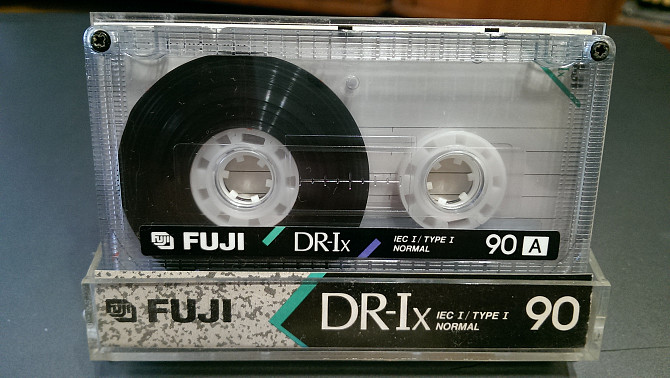 FUJI DR-Ix IEC I/TYPE I NORMAL 90 A
FUJI DR-Ix IEC I/TYPE I NORMAL 90